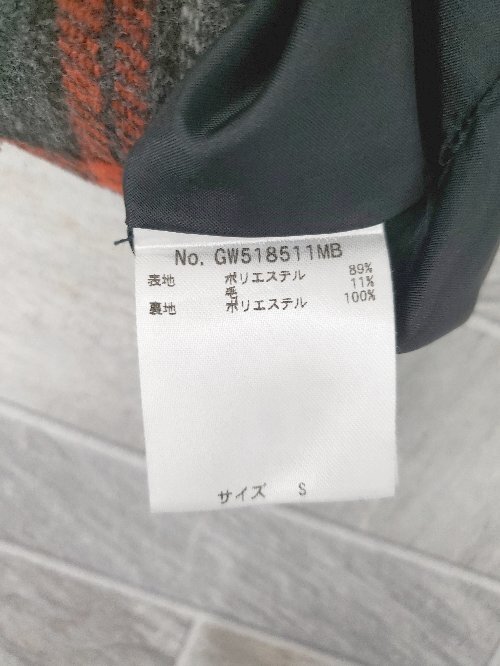 No. GW518511MB
表地 ポリエステル 89%
毛 11%
裏地 ポリエステル 100%
サイズ S